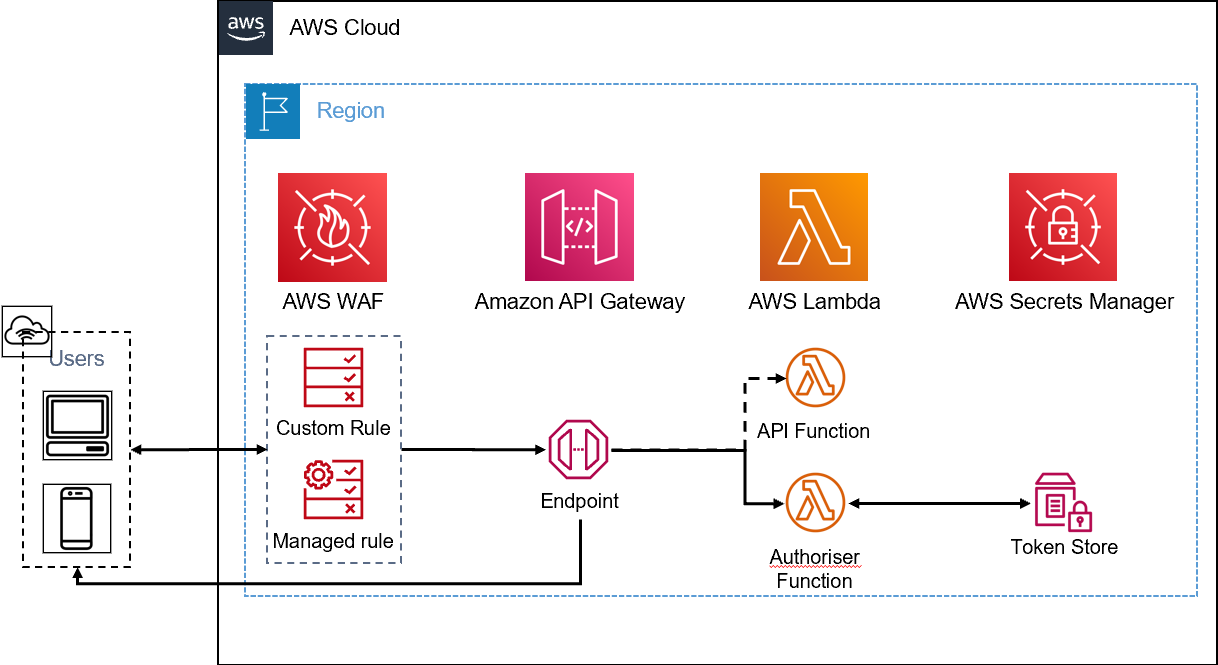 aws
AWS Cloud
Region
AWS WAF
Amazon API Gateway
AWS Lambda
AWS Secrets Manager
Users
Custom Rule
Managed rule
Endpoint
API Function
Authoriser
Function
Token Store